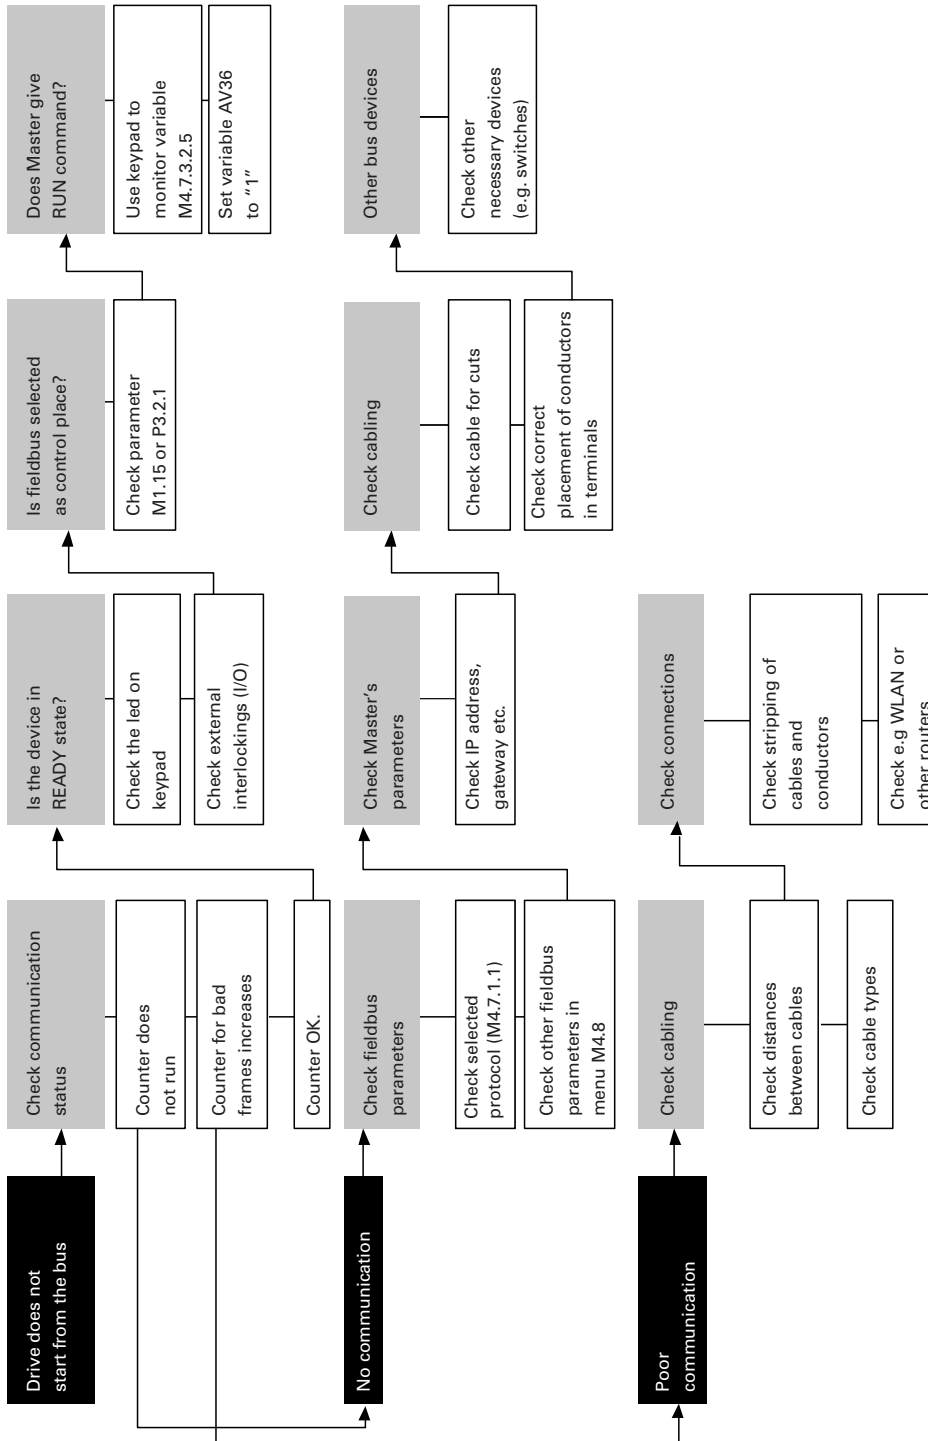 Drive does not
start from the bus
Check communication
status
Counter does
not run
Counter for bad
frames increases
Counter OK.
Is the device in
READY state?
Check the led on
keypad
Check external
interlockings (I/O)
Is fieldbus selected
as control place?
Check parameter
M1.15 or P3.2.1
Does Master give
RUN command?
Use keypad to
monitor variable
M4.7.3.2.5
Set variable AV36
to “1”
No communication
Check fieldbus
parameters
Check selected
protocol (M4.7.1.1)
Check other fieldbus
parameters in
menu M4.8
Check Master’s
parameters
Check IP address,
gateway etc.
Check cabling
Check cable for cuts
Check correct
placement of conductors
in terminals
Other bus devices
Check other
necessary devices
(e.g. switches)
Poor
communication
Check cabling
Check distances
between cables
Check cable types
Check connections
Check stripping of
cables and
conductors
Check e.g WLAN or
other routers